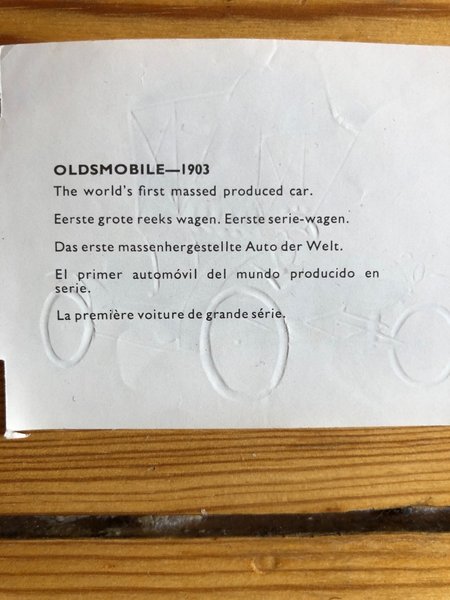 OLDSMOBILE—1903
The world's first massed produced car.
Eerste grote reeks wagen. Eerste serie-wagen.
Das erste massenhergestellte Auto der Welt.
El primer automóvil del mundo producido en
serie.
La première voiture de grande série.